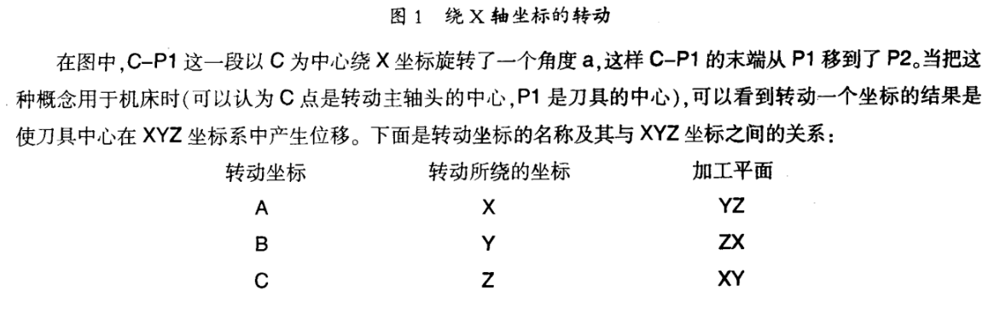 图 1 绕 X 轴坐标的转动
在图中,C-P1 这一段以 C 为中心绕 X 坐标旋转了一个角度 a,这样 C-P1 的末端从 P1 移到了 P2。当把这
种概念用于机床时(可以认为 C 点是转动主轴头的中心,P1 是刀具的中心),可以看到转动一个坐标的结果是
使刀具中心在 XYZ 坐标系中产生位移。下面是转动坐标的名称及其与 XYZ 坐标之间的关系:
转动坐标 转动所绕的坐标 加工平面
A X YZ
B Y ZX
C Z XY